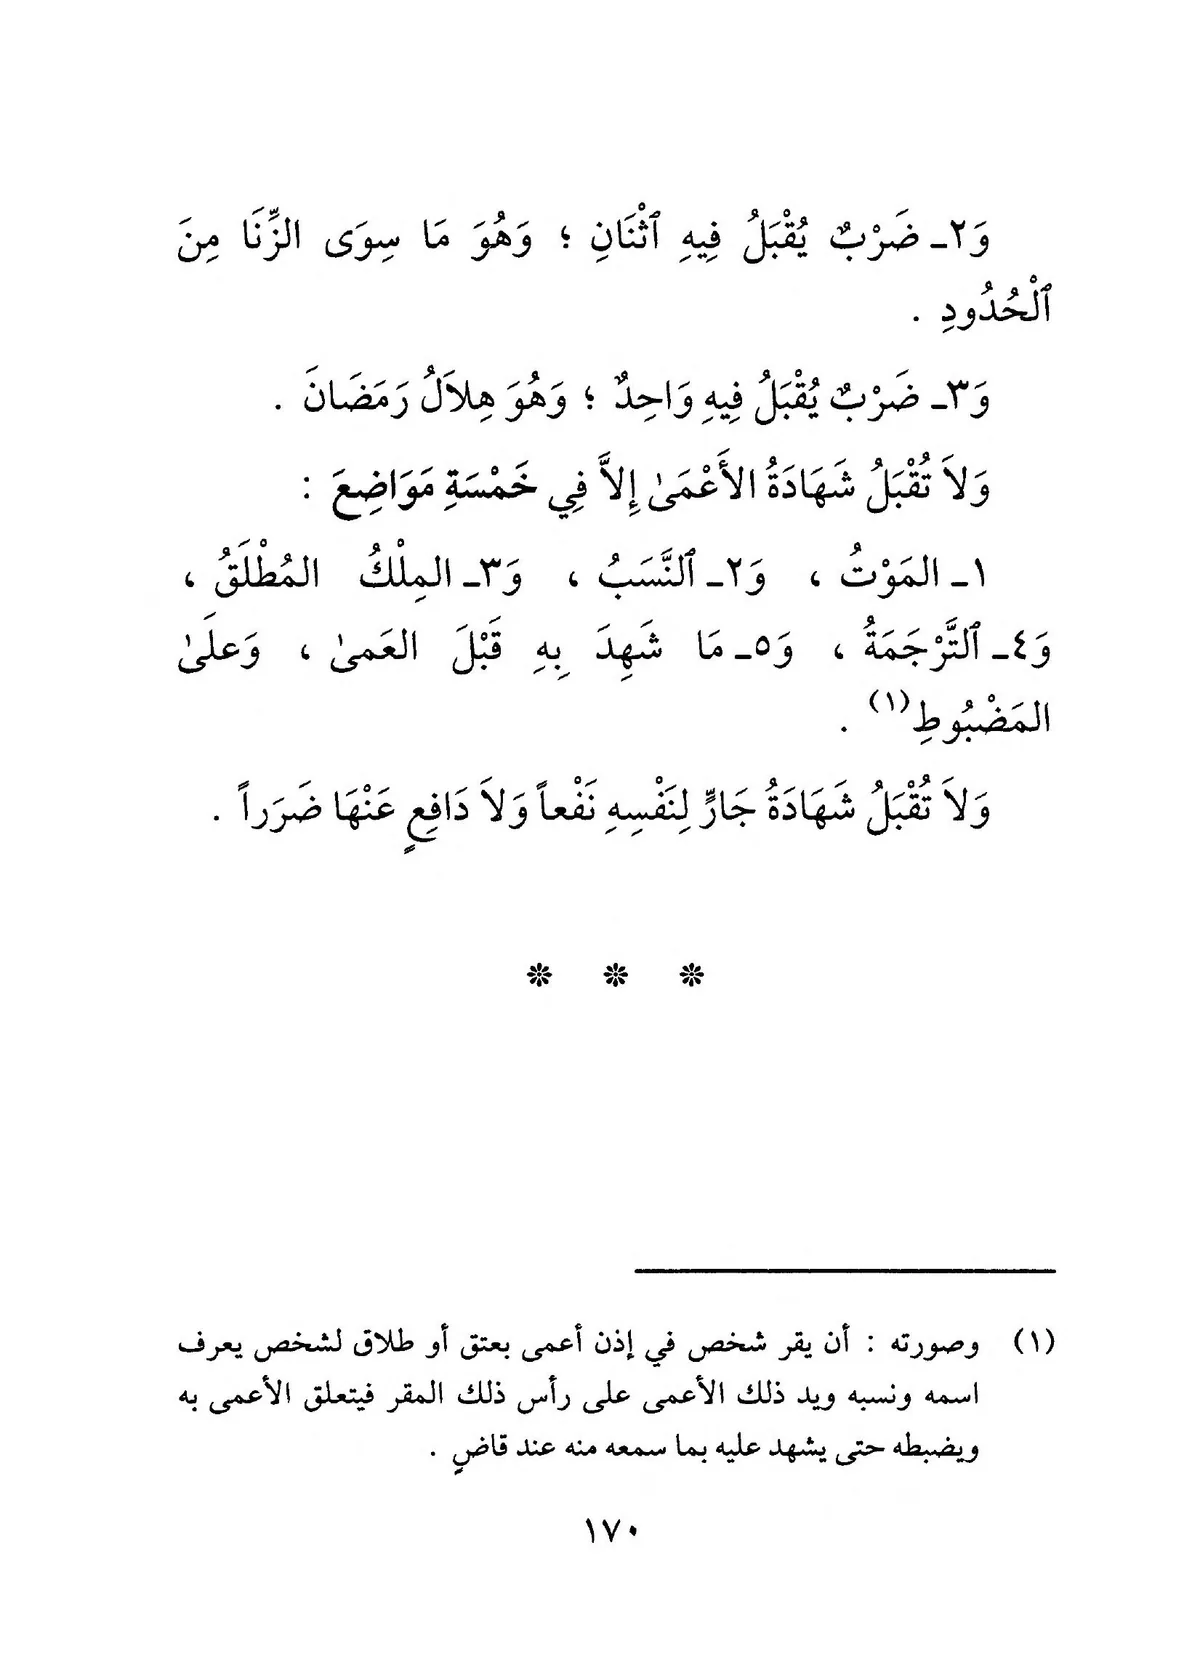 وَ٢ـ ضَرْبٌ يُقْبَلُ فِيهِ ٱثْنَانِ ؛ وَهُوَ مَا سِوَى الزِّنَا مِنَ
ٱلْحُدُودِ .
وَ٣ـ ضَرْبٌ يُقْبَلُ فِيهِ وَاحِدٌ ؛ وَهُوَ هِلاَلُ رَمَضَانَ .
وَلاَ تُقْبَلُ شَهَادَةُ الأَعْمَىٰ إِلاَّ فِي خَمْسَةِ مَوَاضِعَ :
١ـ المَوْتُ ، وَ٢ـ ٱلنَّسَبُ ، وَ٣ـ المِلْكُ المُطْلَقُ ،
وَ٤ـ ٱلتَّرْجَمَةُ ، وَ٥ـ مَا شَهِدَ بِهِ قَبْلَ العَمىٰ ، وَعلَىٰ
المَضْبُوطِ(١) .
وَلاَ تُقْبَلُ شَهَادَةُ جَارٍّ لِنَفْسِهِ نَفْعاً وَلاَ دَافِعٍ عَنْهَا ضَرَراً .
* * *
(١) وصورته : أن يقر شخص في إذن أعمى بعتق أو طلاق لشخص يعرف
اسمه ونسبه ويد ذلك الأعمى على رأس ذلك المقر فيتعلق الأعمى به
ويضبطه حتى يشهد عليه بما سمعه منه عند قاضٍ .
١٧٠